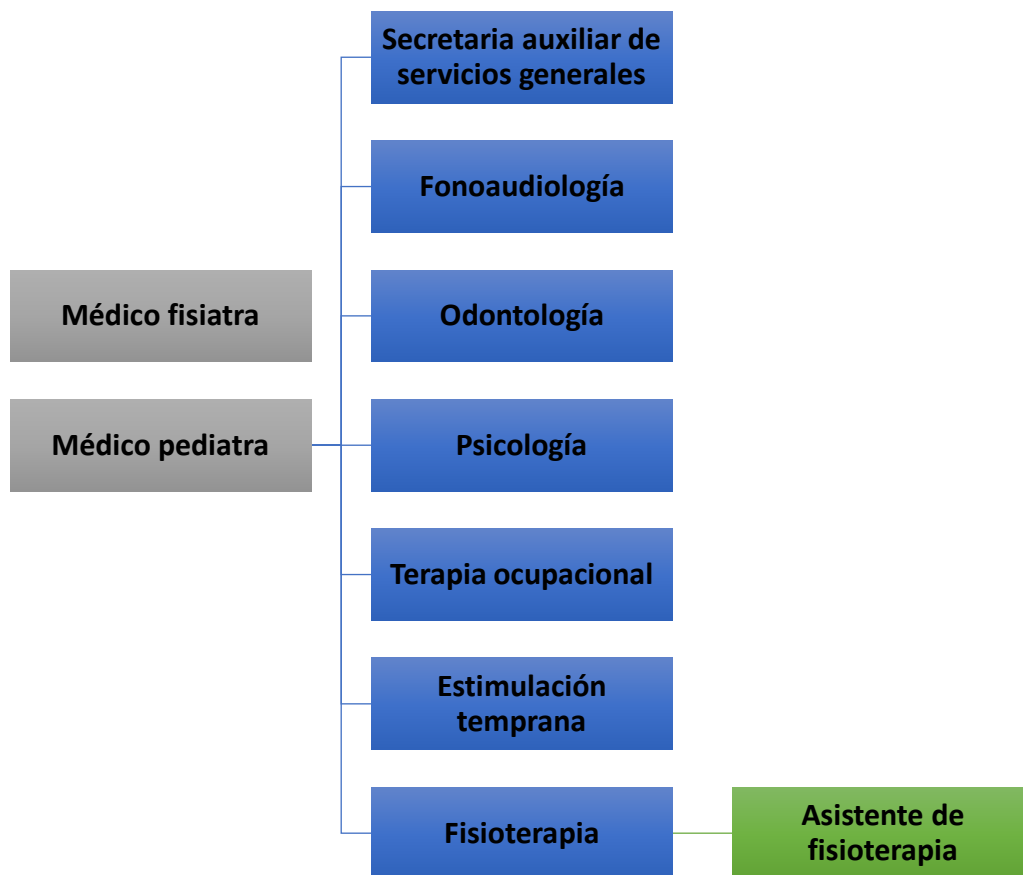 Médico fisiatra
Médico pediatra
Secretaria auxiliar de
servicios generales
Fonoaudiología
Odontología
Psicología
Terapia ocupacional
Estimulación
temprana
Fisioterapia
Asistente de
fisioterapia